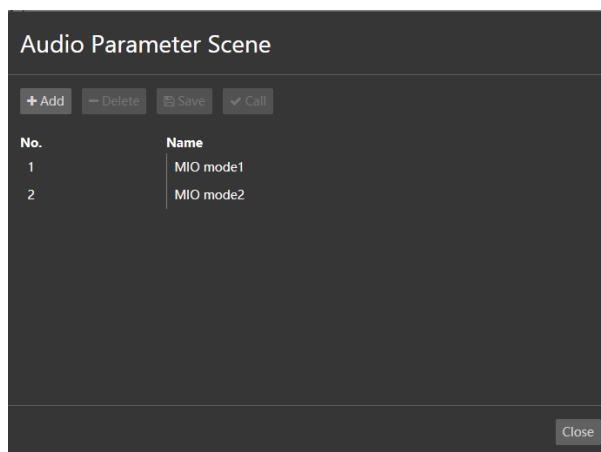 Audio Parameter Scene
+ Add − Delete Save ✔ Call
No. Name
1 MIO mode1
2 MIO mode2
Close